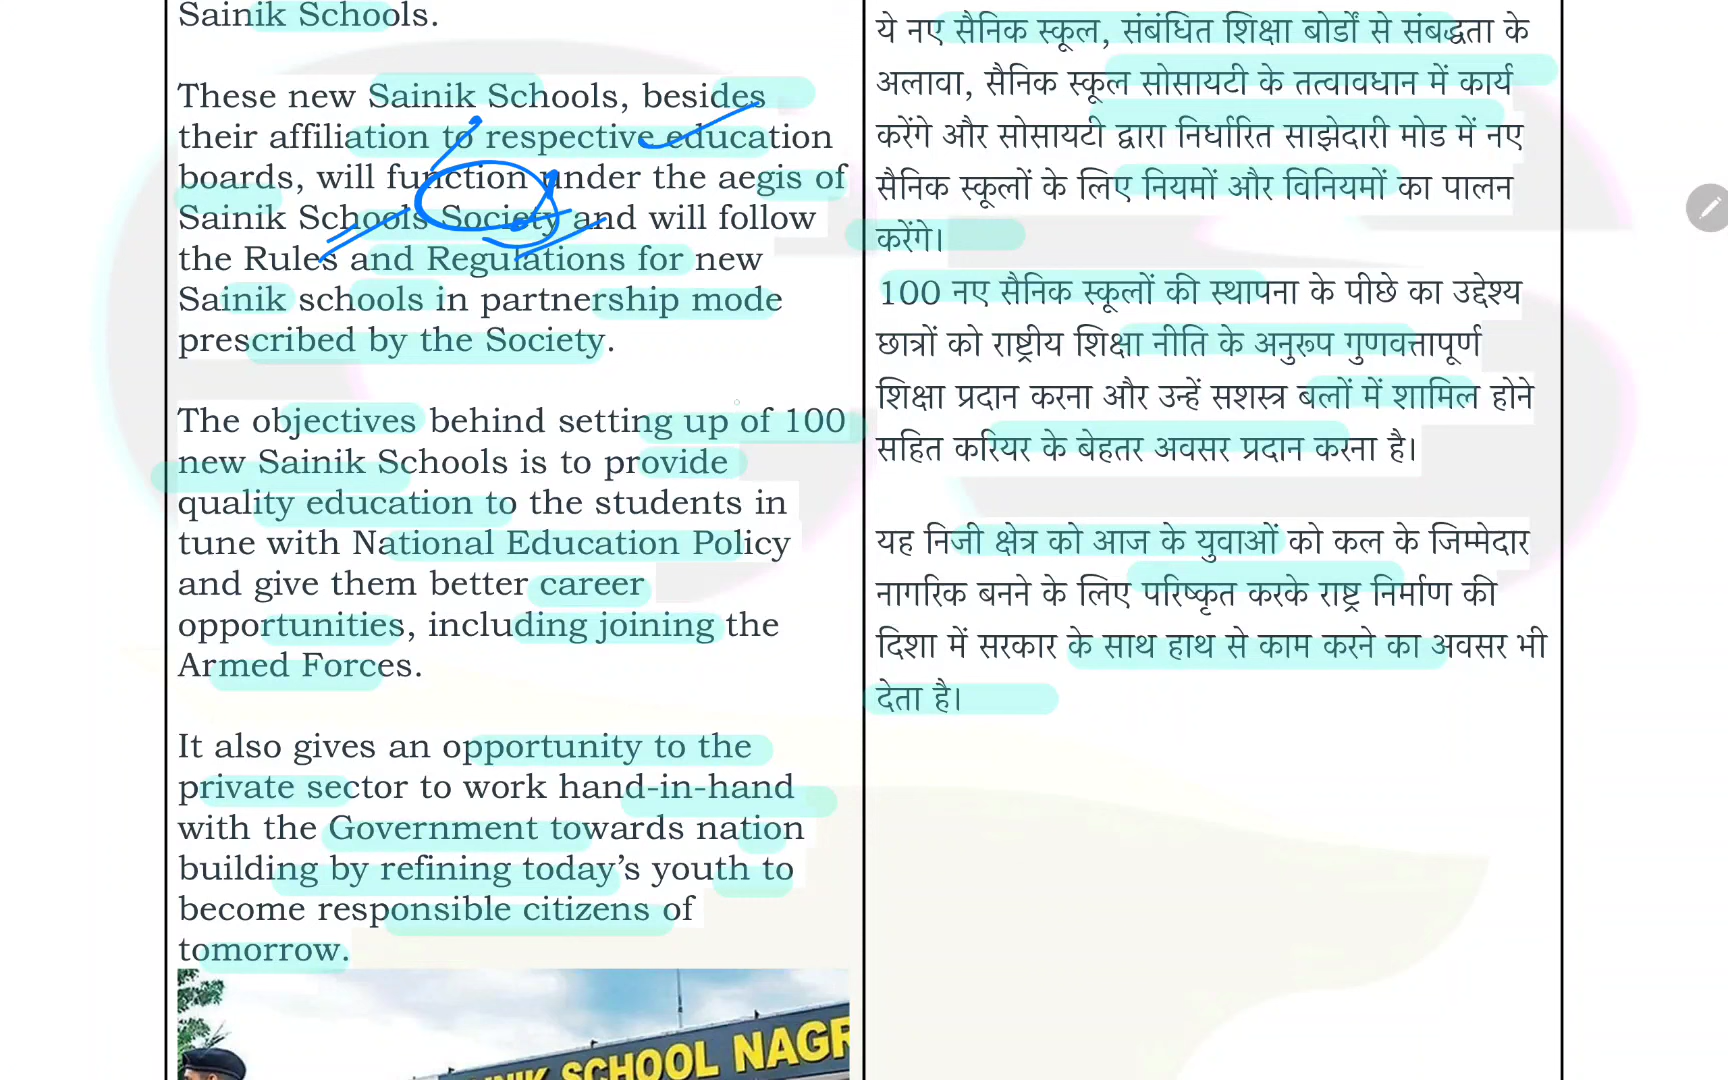 Sainik Schools.
These new Sainik Schools, besides
their affiliation to respective education
boards, will function under the aegis of
Sainik Schools Society and will follow
the Rules and Regulations for new
Sainik schools in partnership mode
prescribed by the Society.
The objectives behind setting up of 100
new Sainik Schools is to provide
quality education to the students in
tune with National Education Policy
and give them better career
opportunities, including joining the
Armed Forces.
It also gives an opportunity to the
private sector to work hand-in-hand
with the Government towards nation
building by refining today's youth to
become responsible citizens of
tomorrow.
SCHOOL NAGR
ये नए सैनिक स्कूल, संबंधित शिक्षा बोर्डों से संबद्धता के
अलावा, सैनिक स्कूल सोसायटी के तत्वावधान में कार्य
करेंगे और सोसायटी द्वारा निर्धारित साझेदारी मोड में नए
सैनिक स्कूलों के लिए नियमों और विनियमों का पालन
करेंगे।
100 नए सैनिक स्कूलों की स्थापना के पीछे का उद्देश्य
छात्रों को राष्ट्रीय शिक्षा नीति के अनुरूप गुणवत्तापूर्ण
शिक्षा प्रदान करना और उन्हें सशस्त्र बलों में शामिल होने
सहित करियर के बेहतर अवसर प्रदान करना है।
यह निजी क्षेत्र को आज के युवाओं को कल के जिम्मेदार
नागरिक बनने के लिए परिष्कृत करके राष्ट्र निर्माण की
दिशा में सरकार के साथ हाथ से काम करने का अवसर भी
देता है।